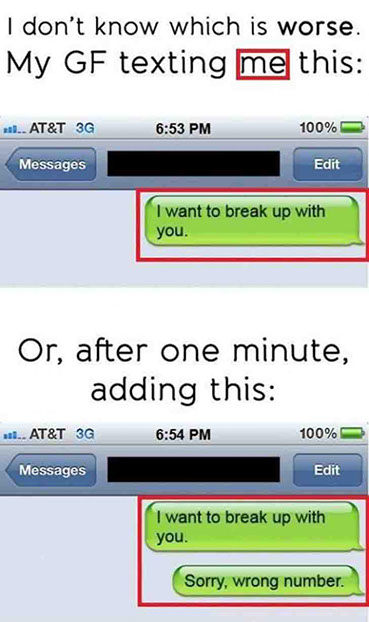 I don't know which is worse.
My GF texting me this:
AT&T 3G 6:53 PM 100%
Messages Edit
I want to break up with
you.
Or, after one minute,
adding this:
AT&T 3G 6:54 PM 100%
Messages Edit
I want to break up with
you.
Sorry, wrong number.